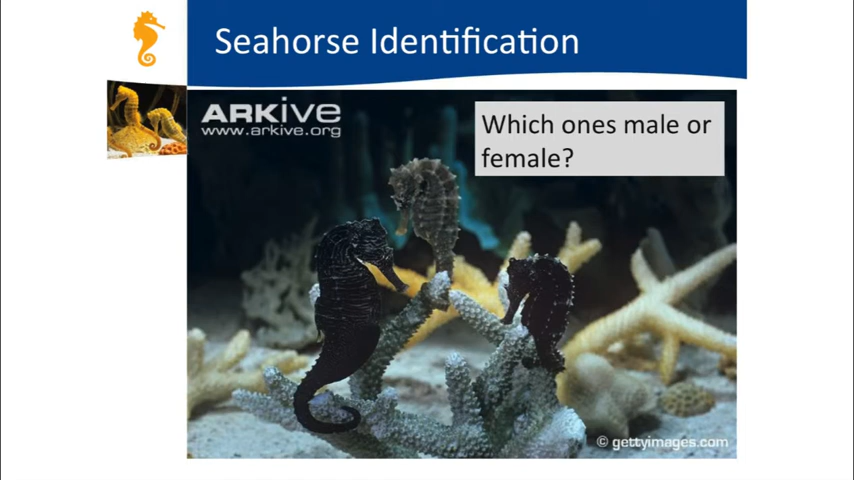 Seahorse Identification
ARKive
www.arkive.org
Which ones male or
female?
© gettyimages.com